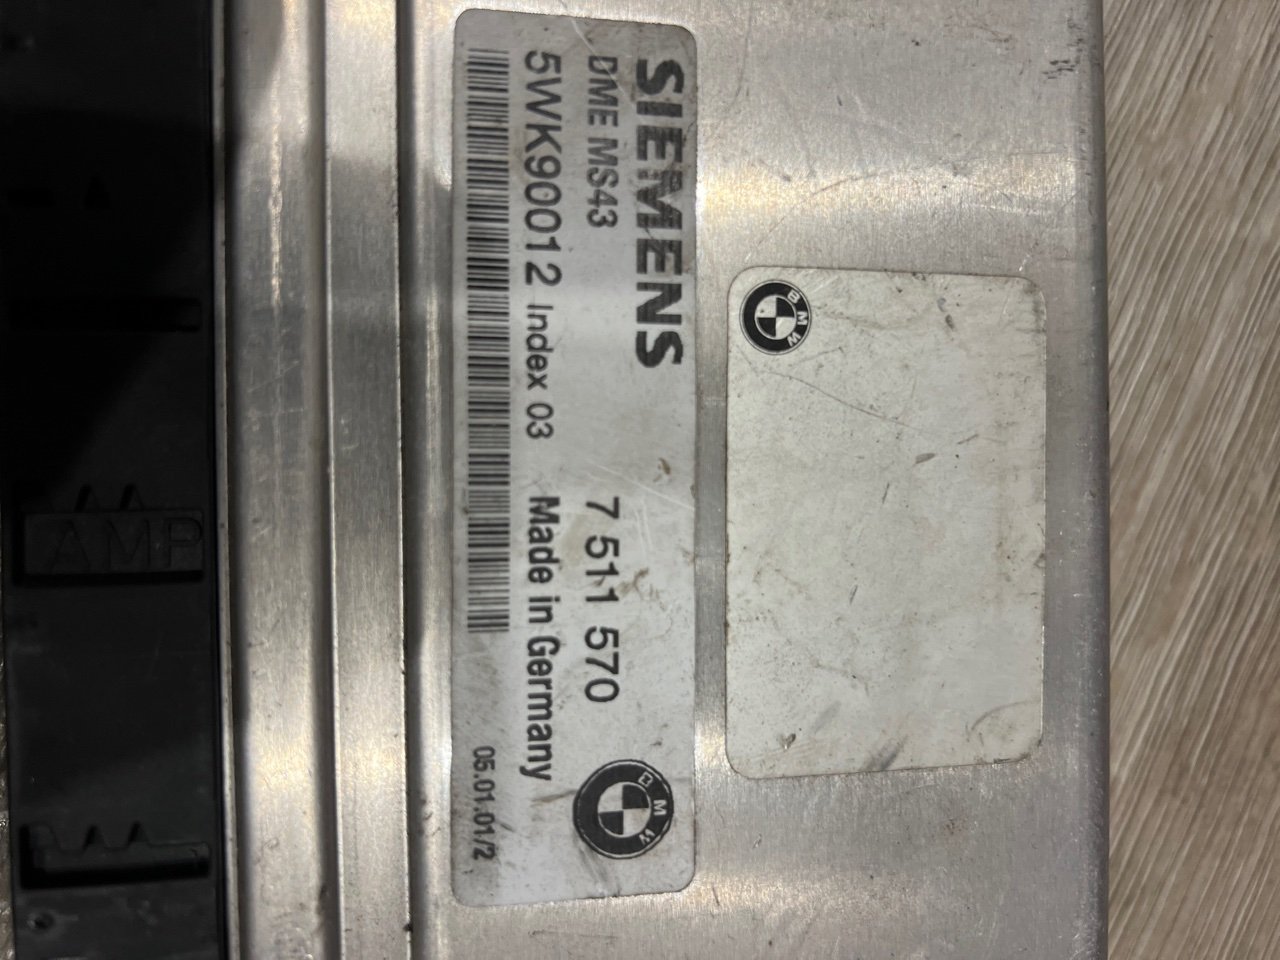 SIEMENS
DME MS43 7 511 570
5WK90012 Index 03 Made in Germany
05.01.01/2
BMW
BMW
AMP